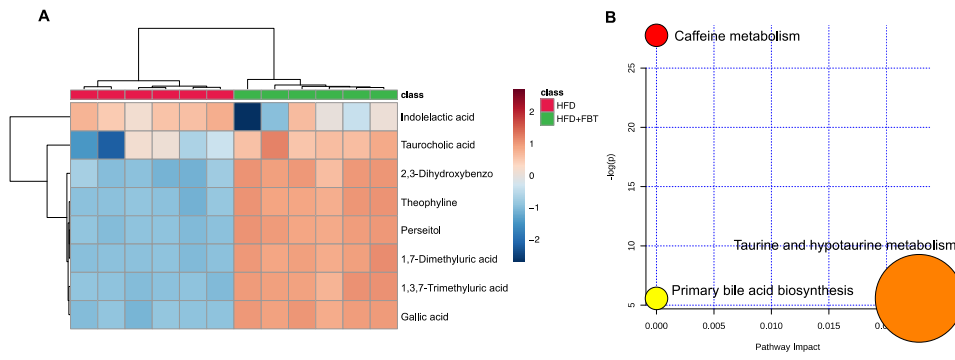 A
class
class
HFD
HFD+FBT
2
1
0
−1
−2
Indolelactic acid
Taurocholic acid
2,3-Dihydroxybenzo
Theophyline
Perseitol
1,7-Dimethyluric acid
1,3,7-Trimethyluric acid
Gallic acid
B
Caffeine metabolism
Taurine and hypotaurine metabolism
Primary bile acid biosynthesis
-log(p)
25
20
15
10
5
0.000
0.005
0.010
0.015
Pathway Impact